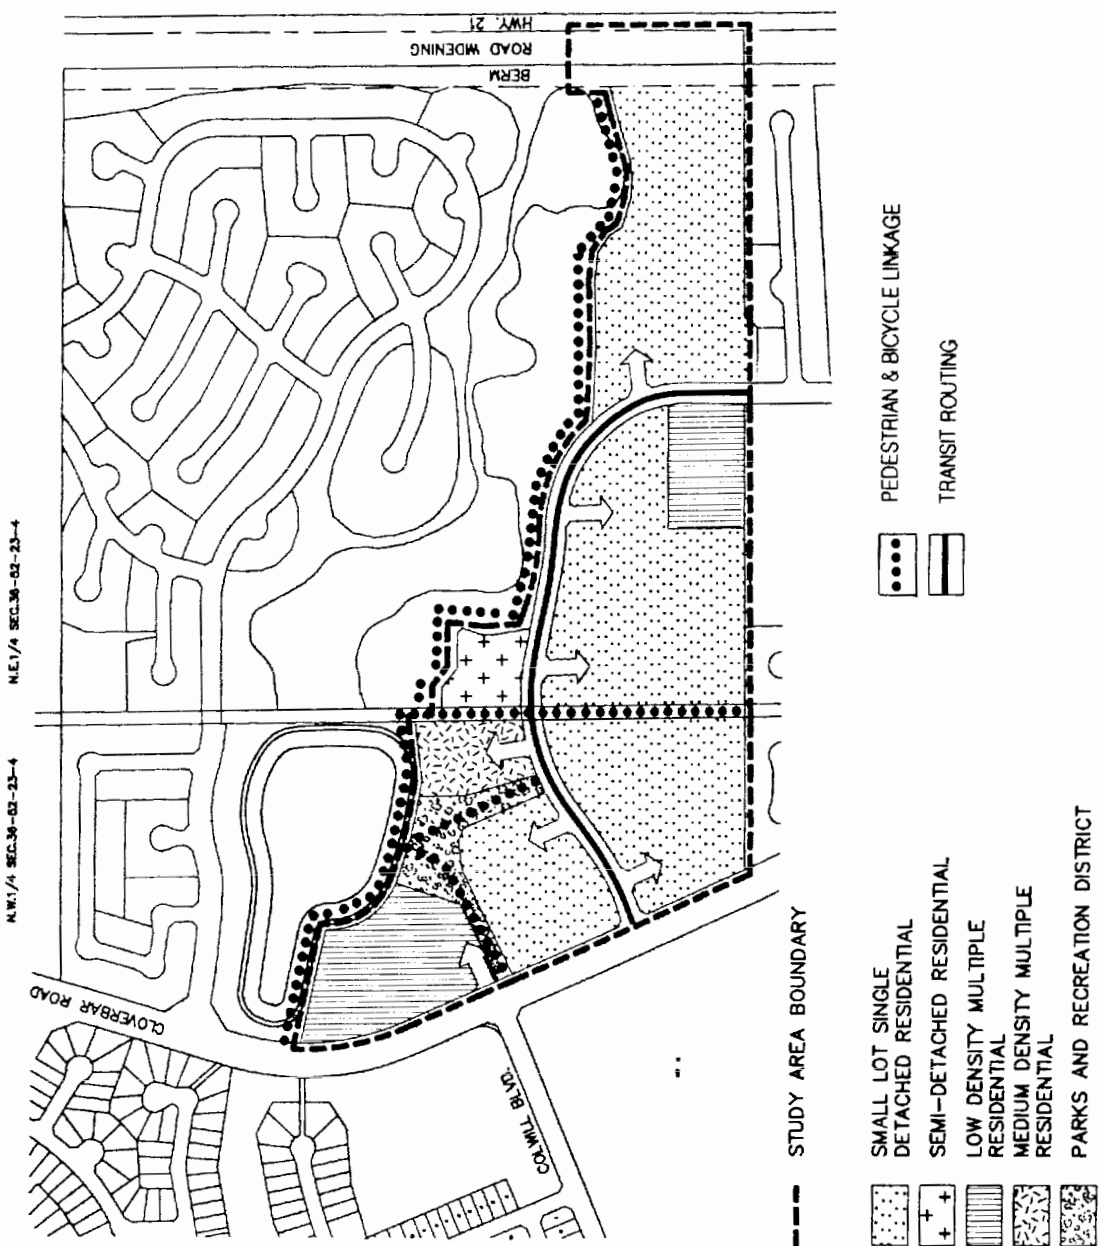 HWY. 21
ROAD WIDENING
BERM
N.E.1/4 SEC.36-52-23-4
N.W.1/4 SEC.36-52-23-4
CLOVERBAR ROAD
COLWILL BLVD.
STUDY AREA BOUNDARY
SMALL LOT SINGLE
DETACHED RESIDENTIAL
SEMI-DETACHED RESIDENTIAL
LOW DENSITY MULTIPLE
RESIDENTIAL
MEDIUM DENSITY MULTIPLE
RESIDENTIAL
PARKS AND RECREATION DISTRICT
PEDESTRIAN & BICYCLE LINKAGE
TRANSIT ROUTING